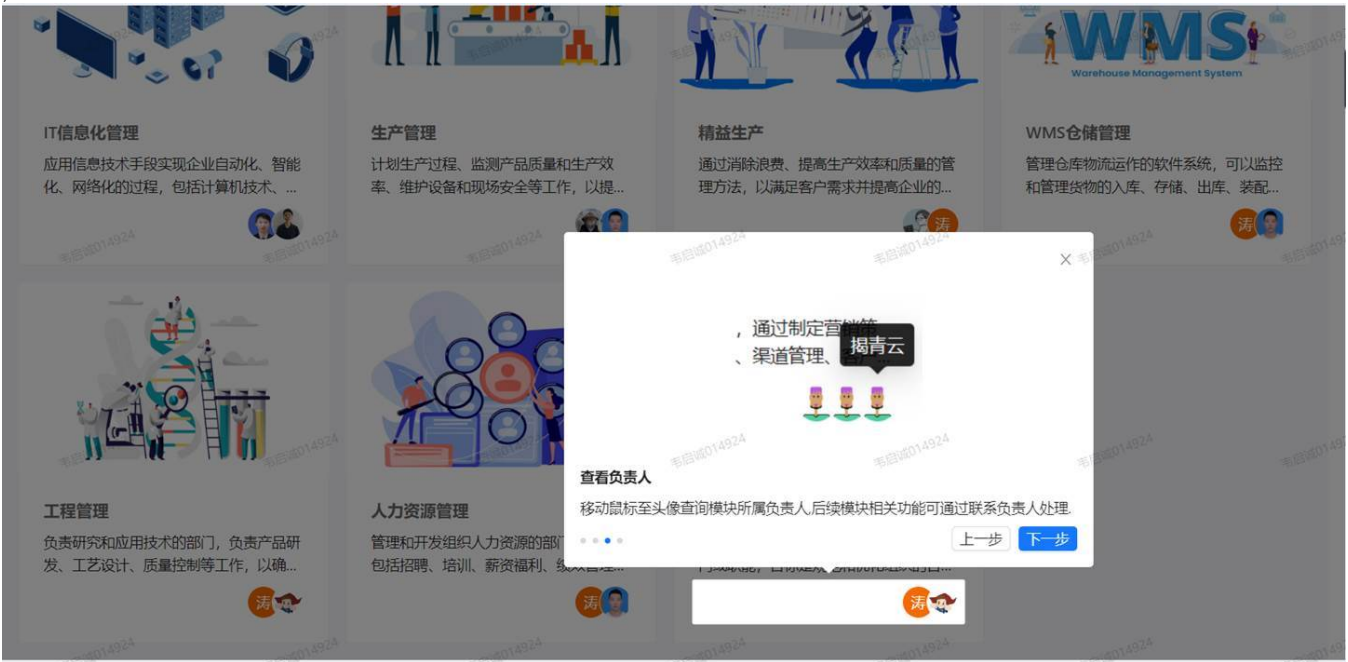 WMS
Warehouse Management System
IT信息化管理
应用信息技术手段实现企业自动化、智能
化、网络化的过程，包括计算机技术、...
生产管理
计划生产过程、监测产品质量和生产效
率、维护设备和现场安全等工作，以提...
精益生产
通过消除浪费、提高生产效率和质量的管
理方法，以满足客户需求并提高企业的...
涛
WMS仓储管理
管理仓库物流运作的软件系统，可以监控
和管理货物的入库、存储、出库、装配...
涛
，通过制定营销策
、渠道管理、
揭青云
查看负责人
移动鼠标至头像查询模块所属负责人,后续模块相关功能可通过联系负责人处理.
上一步
下一步
工程管理
负责研究和应用技术的部门，负责产品研
发、工艺设计、质量控制等工作，以确...
涛
人力资源管理
管理和开发组织人力资源的部门
包括招聘、培训、薪资福利、绩效管理...
涛
涛
韦启诚014924